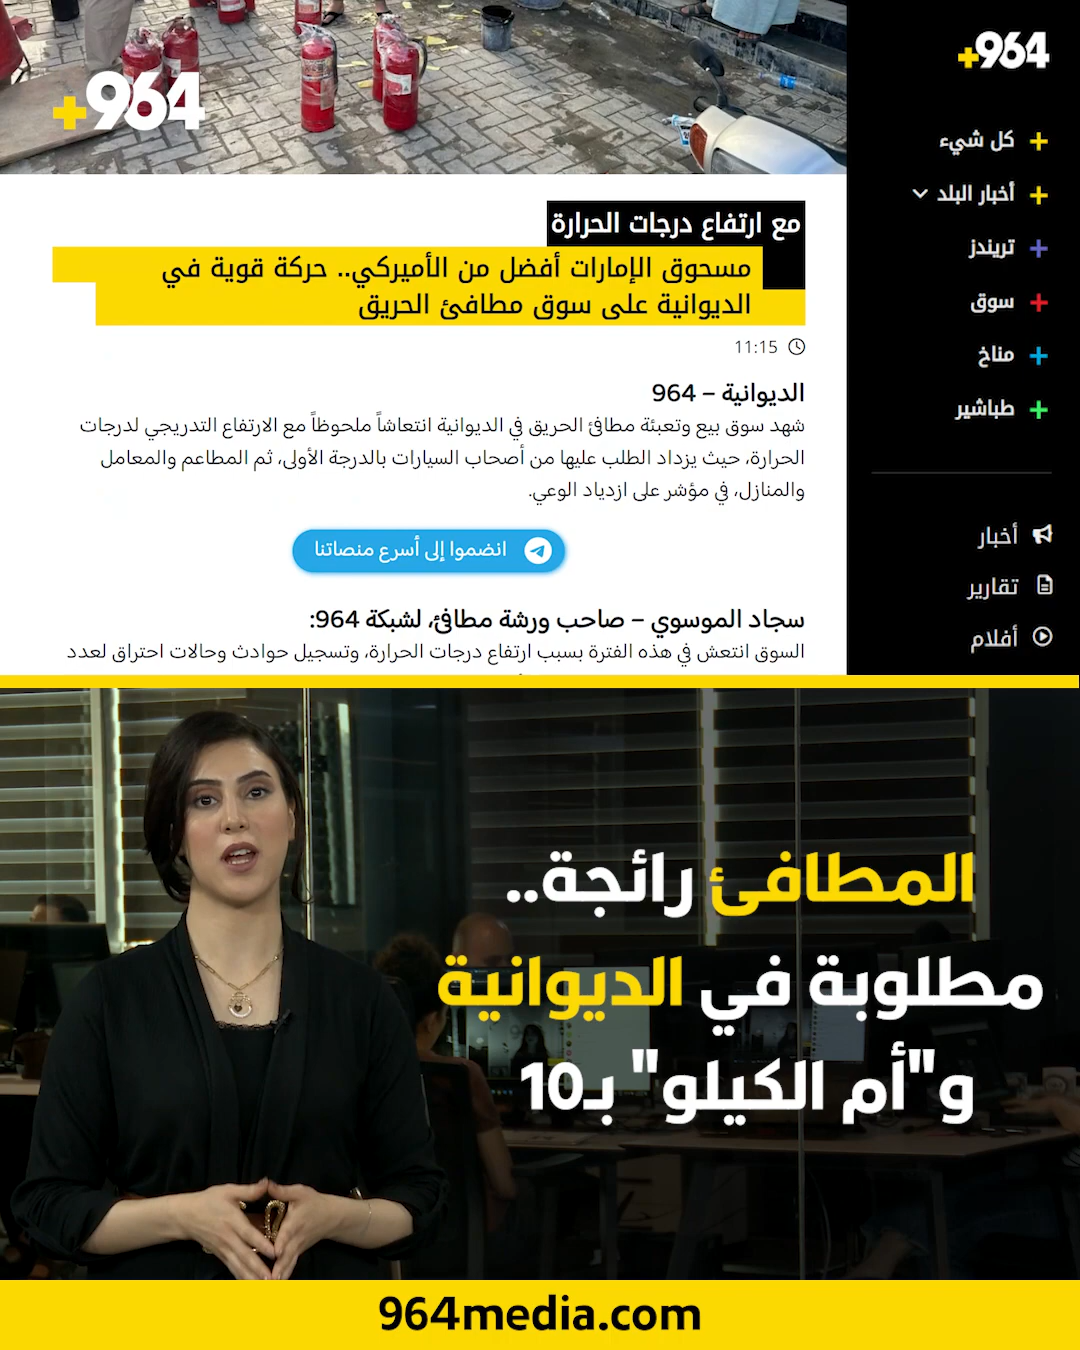 +964
+964
كل شيء
أخبار البلد
تريندز
سوق
مناخ
طباشير
أخبار
تقارير
أفلام
مع ارتفاع درجات الحرارة
مسحوق الإمارات أفضل من الأميركي.. حركة قوية في
الديوانية على سوق مطافئ الحريق
11:15
الديوانية – 964
شهد سوق بيع وتعبئة مطافئ الحريق في الديوانية انتعاشاً ملحوظاً مع الارتفاع التدريجي لدرجات
الحرارة، حيث يزداد الطلب عليها من أصحاب السيارات بالدرجة الأولى، ثم المطاعم والمعامل
والمنازل، في مؤشر على ازدياد الوعي.
انضموا إلى أسرع منصاتنا
سجاد الموسوي – صاحب ورشة مطافئ، لشبكة 964:
السوق انتعش في هذه الفترة بسبب ارتفاع درجات الحرارة، وتسجيل حوادث وحالات احتراق لعدد
المطافئ رائجة..
مطلوبة في الديوانية
و"أم الكيلو" بـ10
964media.com